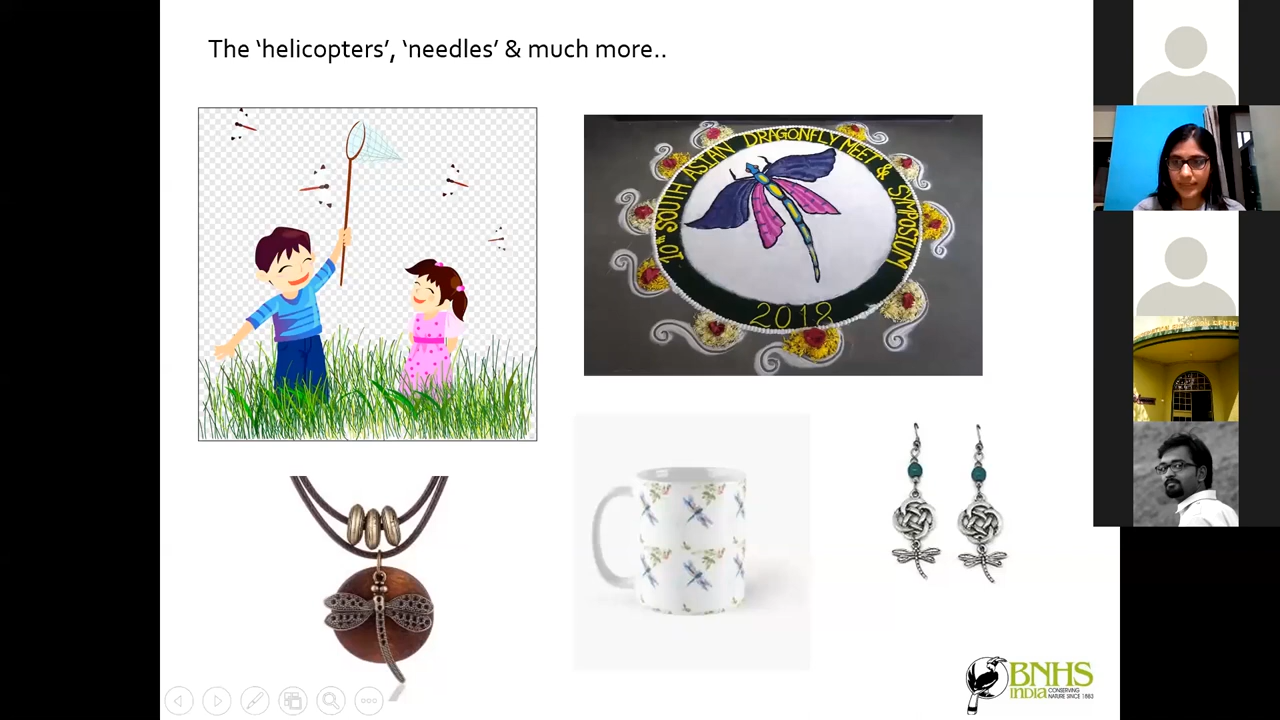 The ‘helicopters’, ‘needles’ & much more..
10th SOUTH ASIAN DRAGONFLY MEET & SYMPOSIUM
2018
BNHS
INDIA
CONSERVING
NATURE SINCE 1883